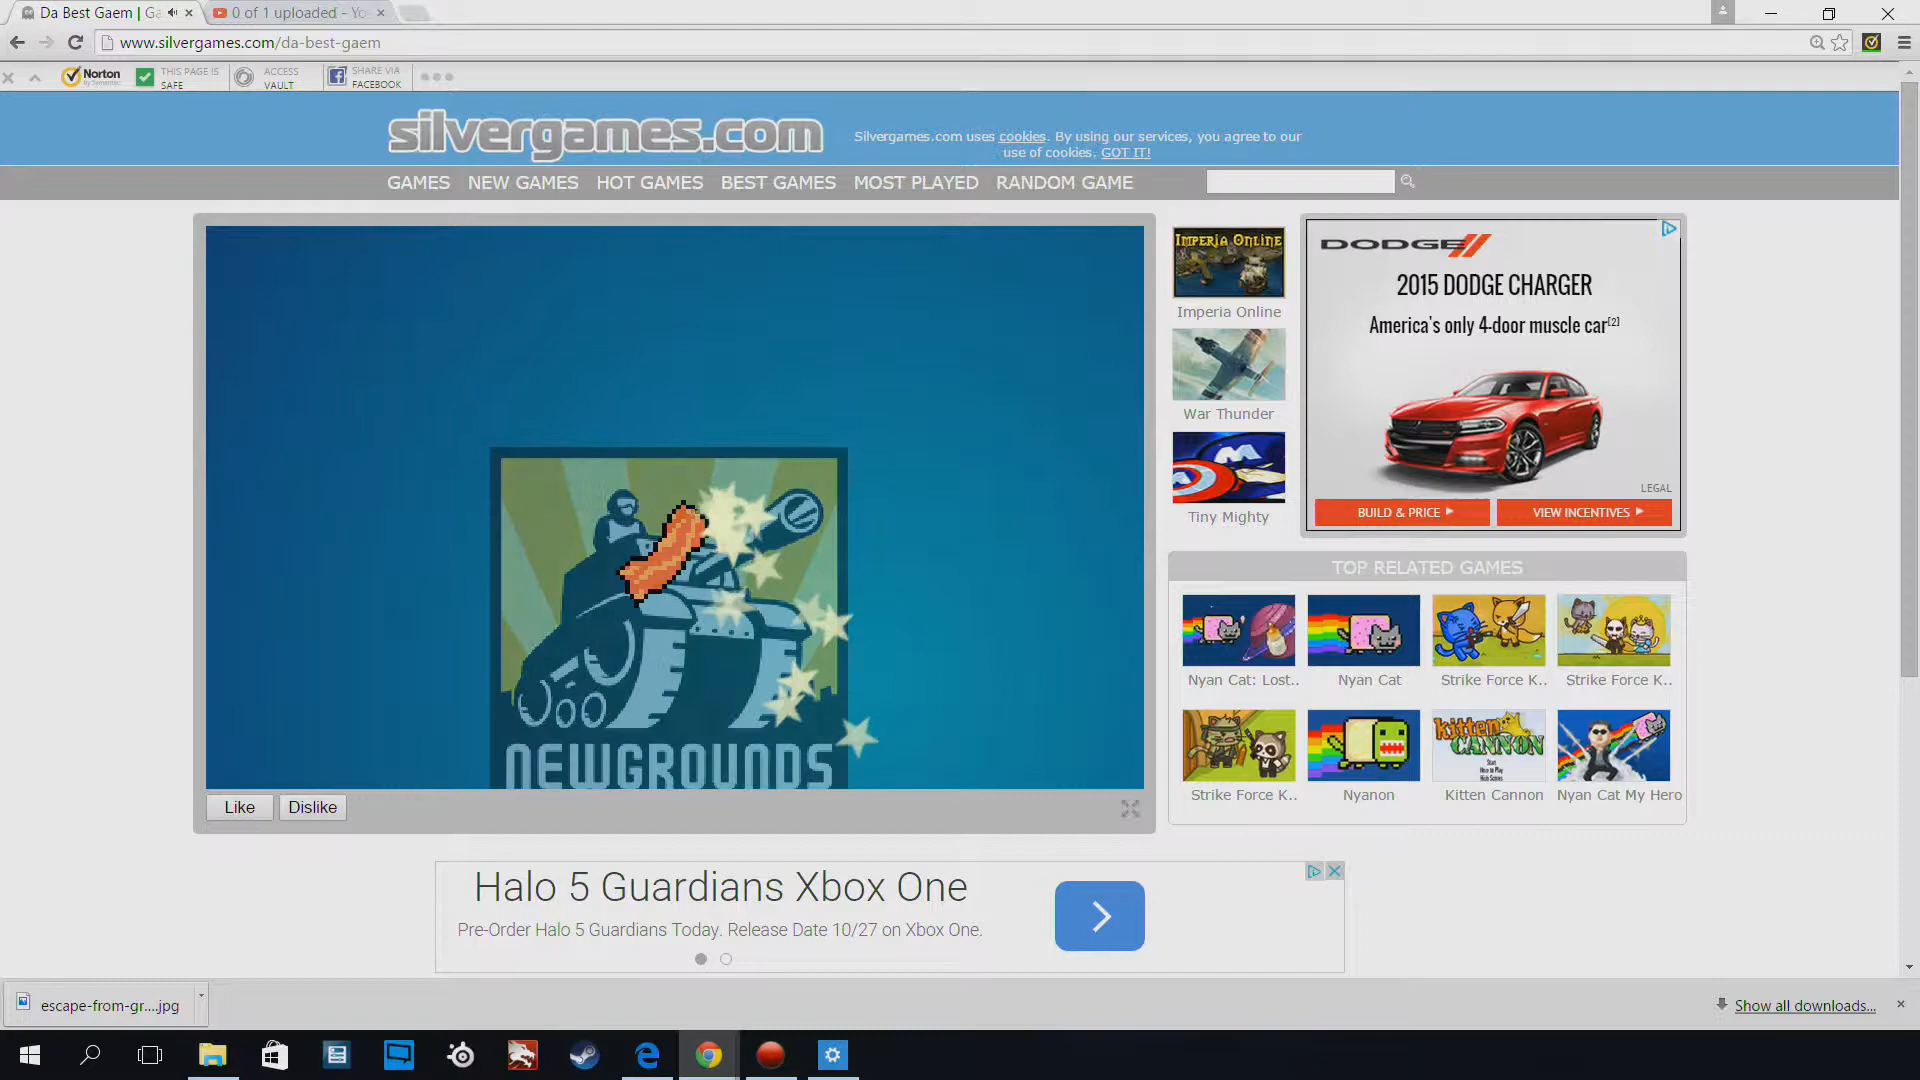 Da Best Gaem | Ga
0 of 1 uploaded - Yo
www.silvergames.com/da-best-gaem
Norton
by Symantec
THIS PAGE IS
SAFE
ACCESS
VAULT
SHARE VIA
FACEBOOK
silvergames.com
Silvergames.com uses cookies. By using our services, you agree to our
use of cookies. GOT IT!
GAMES NEW GAMES HOT GAMES BEST GAMES MOST PLAYED RANDOM GAME
NEWGROUNDS
Like
Dislike
IMPERIA ONLINE
Imperia Online
War Thunder
Tiny Mighty
DODGE
2015 DODGE CHARGER
America's only 4-door muscle car[2]
LEGAL
BUILD & PRICE
VIEW INCENTIVES
TOP RELATED GAMES
Nyan Cat: Lost..
Nyan Cat
Strike Force K..
Strike Force K..
Strike Force K..
Nyanon
Kitten CANNON
Kitten Cannon
Nyan Cat My Hero
Halo 5 Guardians Xbox One
Pre-Order Halo 5 Guardians Today. Release Date 10/27 on Xbox One.
escape-from-gr....jpg
Show all downloads...